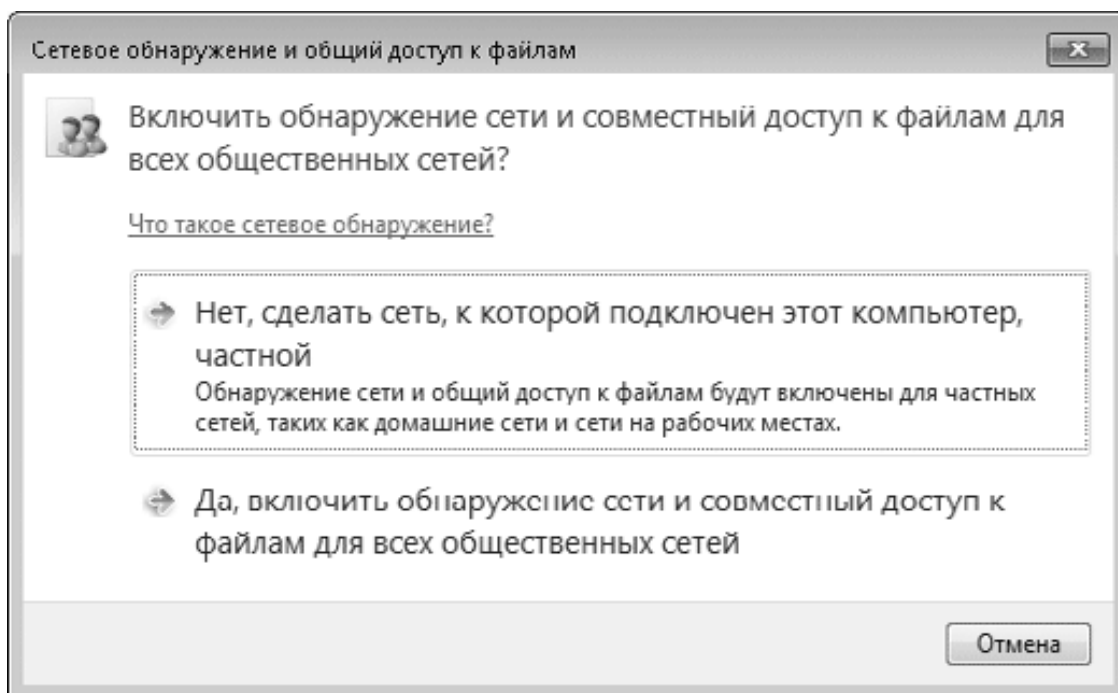 Сетевое обнаружение и общий доступ к файлам
Включить обнаружение сети и совместный доступ к файлам для
всех общественных сетей?
Что такое сетевое обнаружение?
Нет, сделать сеть, к которой подключен этот компьютер,
частной
Обнаружение сети и общий доступ к файлам будут включены для частных
сетей, таких как домашние сети и сети на рабочих местах.
Да, включить обнаружение сети и совместный доступ к
файлам для всех общественных сетей
Отмена